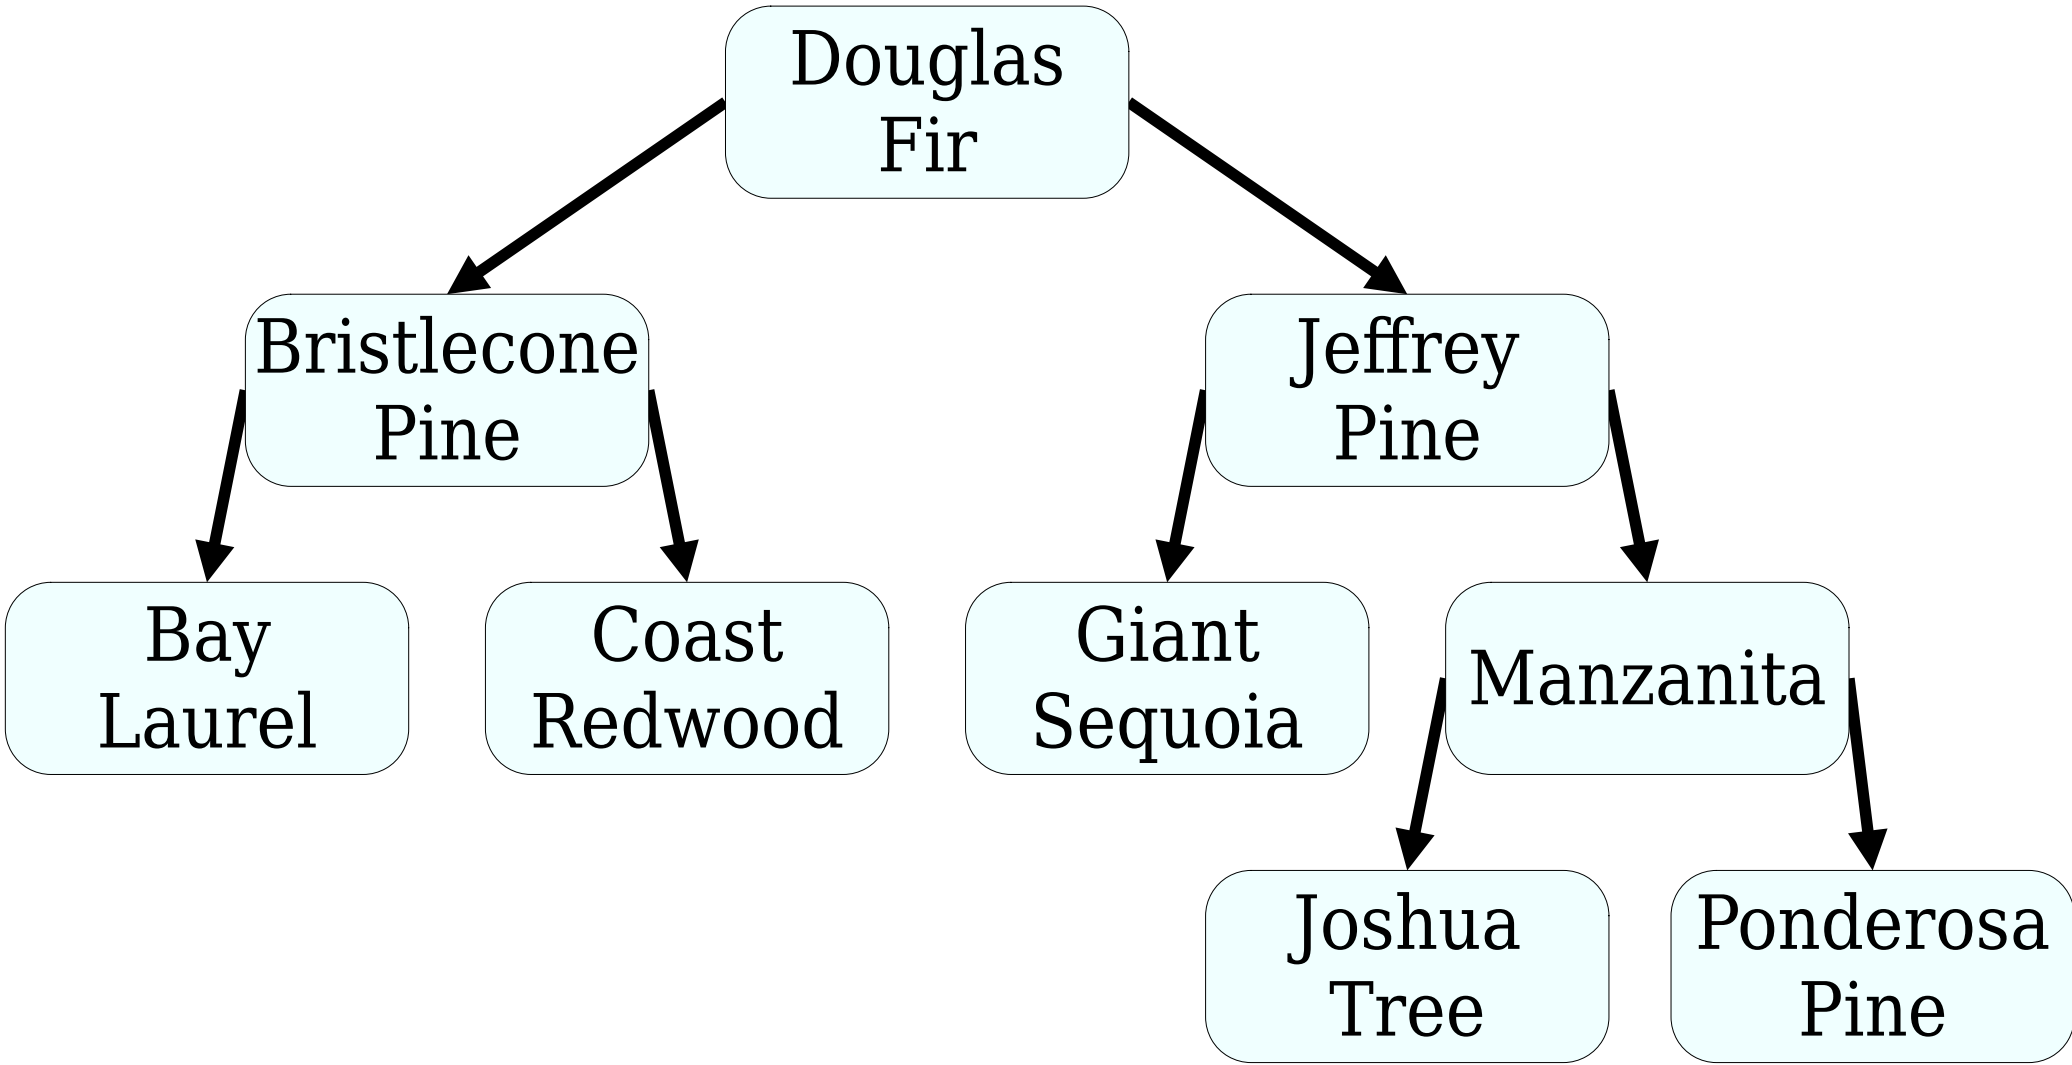 Douglas
Fir
Bristlecone
Pine
Jeffrey
Pine
Bay
Laurel
Coast
Redwood
Giant
Sequoia
Manzanita
Joshua
Tree
Ponderosa
Pine